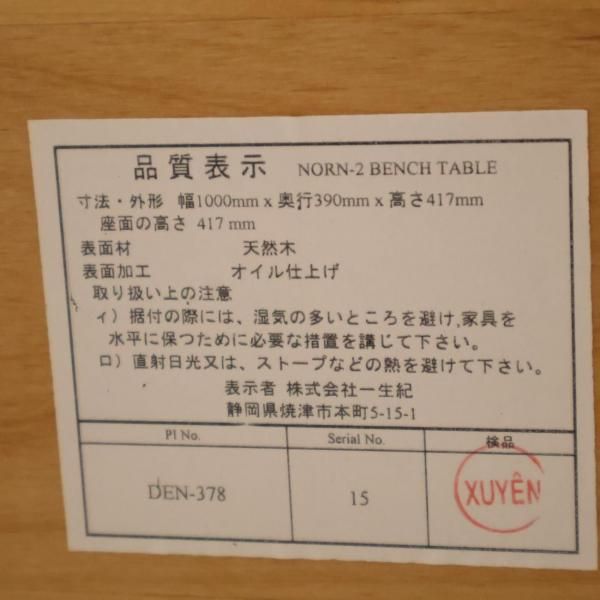 品質表示 NORN-2 BENCH TABLE
寸法・外形 幅1000mm x 奥行390mm x 高さ417mm
座面の高さ 417 mm
表面材 天然木
表面加工 オイル仕上げ
取り扱い上の注意
ィ）据付の際には、湿気の多いところを避け,家具を
水平に保つために必要な措置を講じて下さい。
ロ）直射日光又は、ストーブなどの熱を避けて下さい。
表示者 株式会社一生紀
静岡県焼津市本町5-15-1
PI No. Serial No. 検品
DEN-378 15 XUYÊN